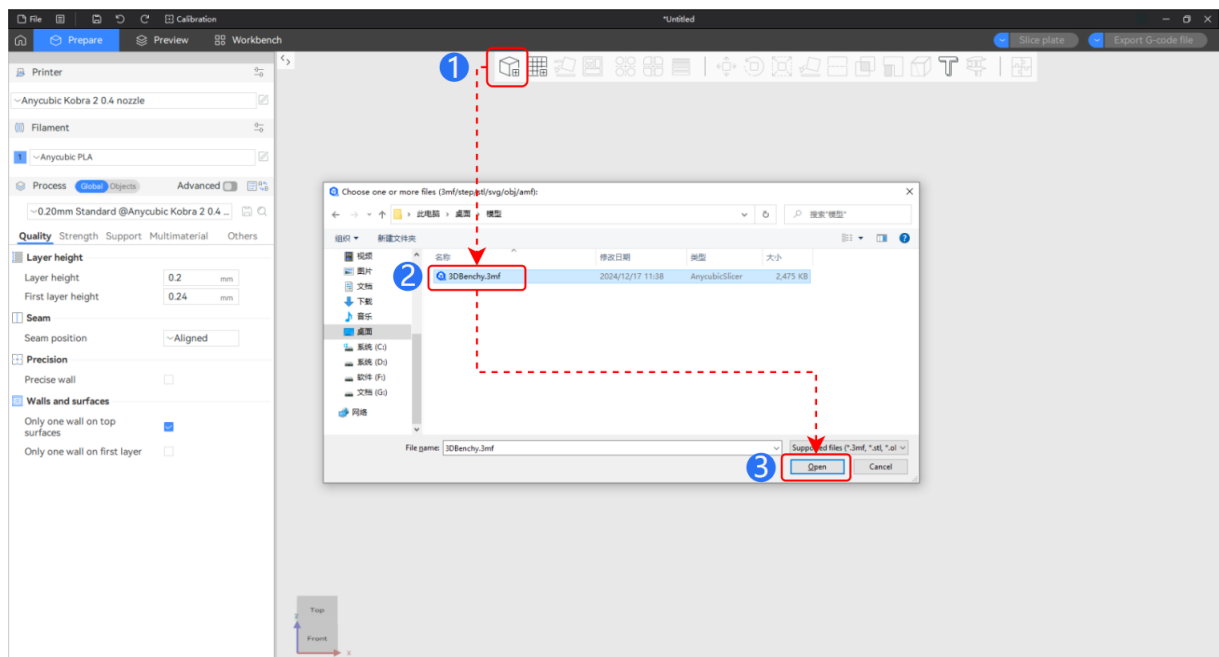 File
Calibration
*Untitled
Prepare
Preview
Workbench
Slice plate
Export G-code file
1
Printer
Anycubic Kobra 2 0.4 nozzle
Filament
1
Anycubic PLA
Process Global Objects Advanced
0.20mm Standard @Anycubic Kobra 2 0.4 ...
Quality Strength Support Multimaterial Others
Layer height
Layer height 0.2 mm
First layer height 0.24 mm
Seam
Seam position Aligned
Precision
Precise wall
Walls and surfaces
Only one wall on top
surfaces
Only one wall on first layer
T
Choose one or more files (3mf/step/stl/svg/obj/amf):
此电脑 › 桌面 › 模型
搜索"模型"
组织 新建文件夹
名称 修改日期 类型 大小
2
3DBenchy.3mf 2024/12/17 11:38 AnycubicSlicer 2,475 KB
视频
图片
文档
下载
音乐
桌面
系统 (C:)
系统 (D:)
软件 (F:)
文档 (G:)
网络
File name: 3DBenchy.3mf
Supported files (*.3mf, *.stl, *.ol
3
Open Cancel
Top
Front
z
x